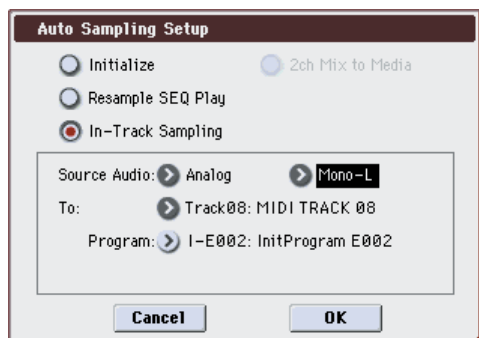 Auto Sampling Setup
Initialize 2ch Mix to Media
Resample SEQ Play
In-Track Sampling
Source Audio: Analog Mono-L
To: Track08: MIDI TRACK 08
Program: I-E002: InitProgram E002
Cancel OK